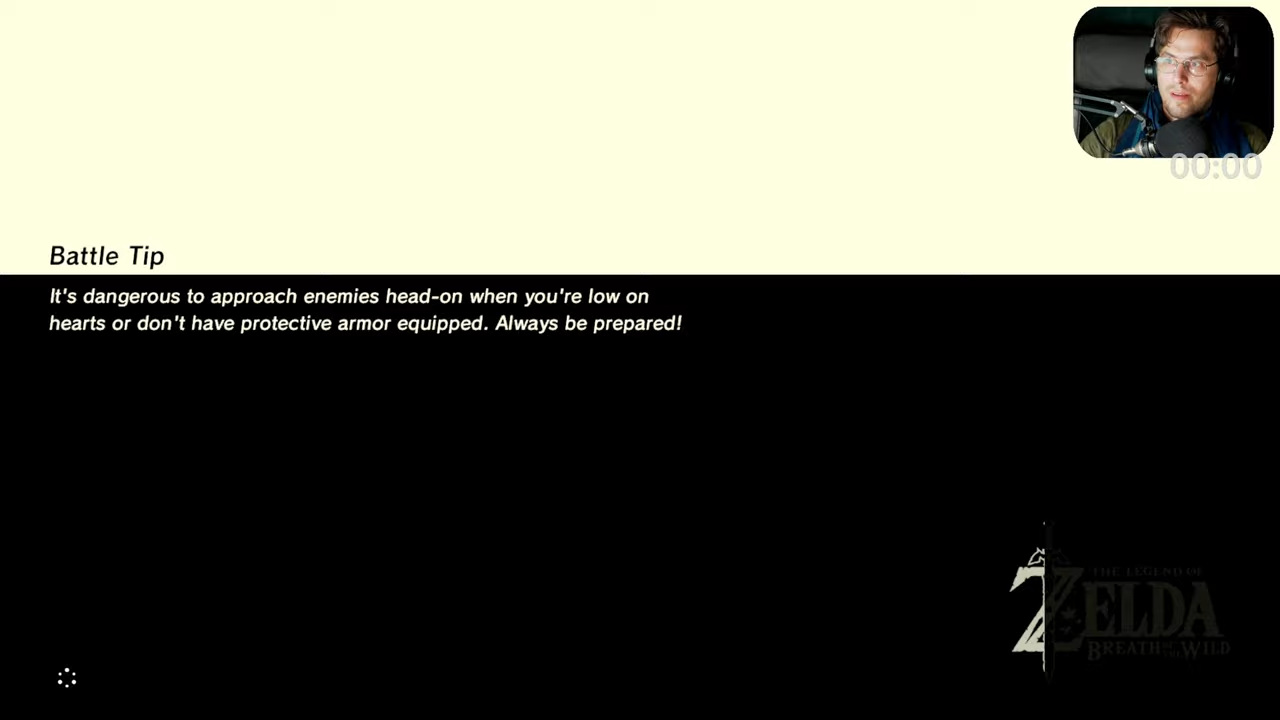 00:00
Battle Tip
It's dangerous to approach enemies head-on when you're low on
hearts or don't have protective armor equipped. Always be prepared!
THE LEGEND OF
ZELDA
BREATH OF THE WILD